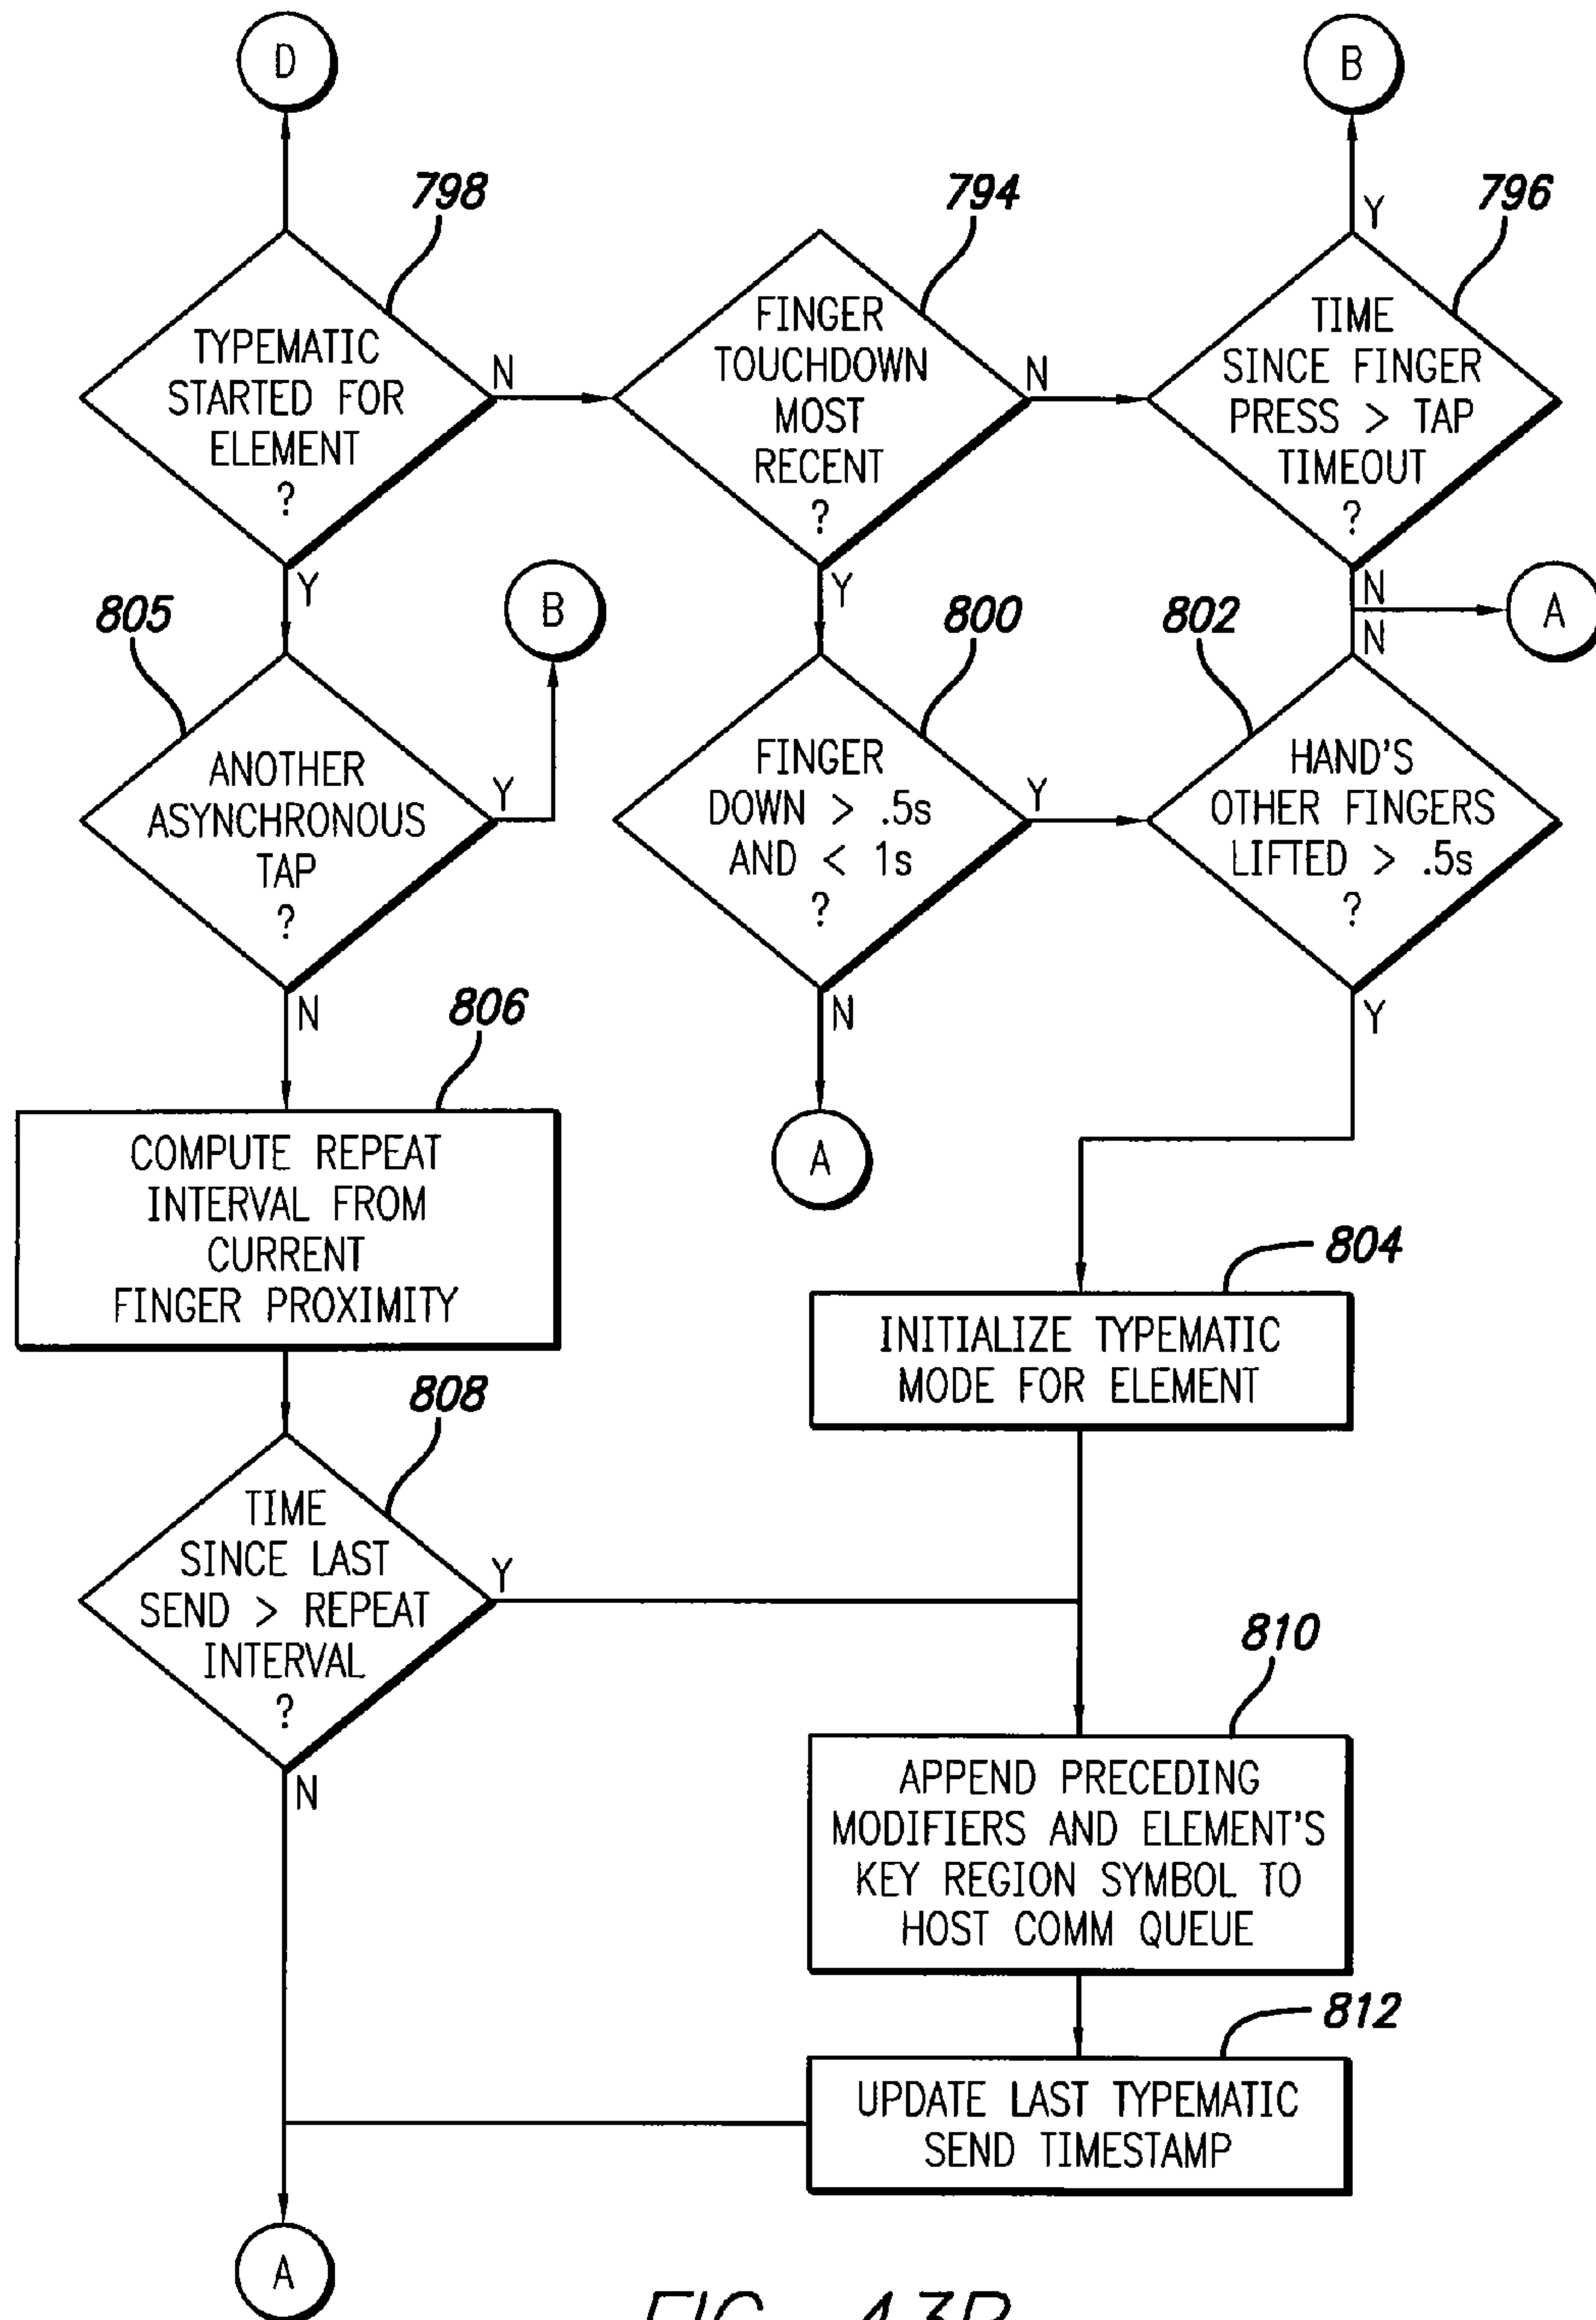 D
B
798
794
796
Y
TYPEMATIC
STARTED FOR
ELEMENT
?
N
FINGER
TOUCHDOWN
MOST
RECENT
?
N
TIME
SINCE FINGER
PRESS > TAP
TIMEOUT
?
Y
B
Y
N
A
N
805
800
802
ANOTHER
ASYNCHRONOUS
TAP
?
Y
FINGER
DOWN > .5s
AND < 1s
?
Y
HAND'S
OTHER FINGERS
LIFTED > .5s
?
N
N
Y
806
A
COMPUTE REPEAT
INTERVAL FROM
CURRENT
FINGER PROXIMITY
804
INITIALIZE TYPEMATIC
MODE FOR ELEMENT
808
TIME
SINCE LAST
SEND > REPEAT
INTERVAL
?
Y
N
810
APPEND PRECEDING
MODIFIERS AND ELEMENT'S
KEY REGION SYMBOL TO
HOST COMM QUEUE
812
UPDATE LAST TYPEMATIC
SEND TIMESTAMP
A